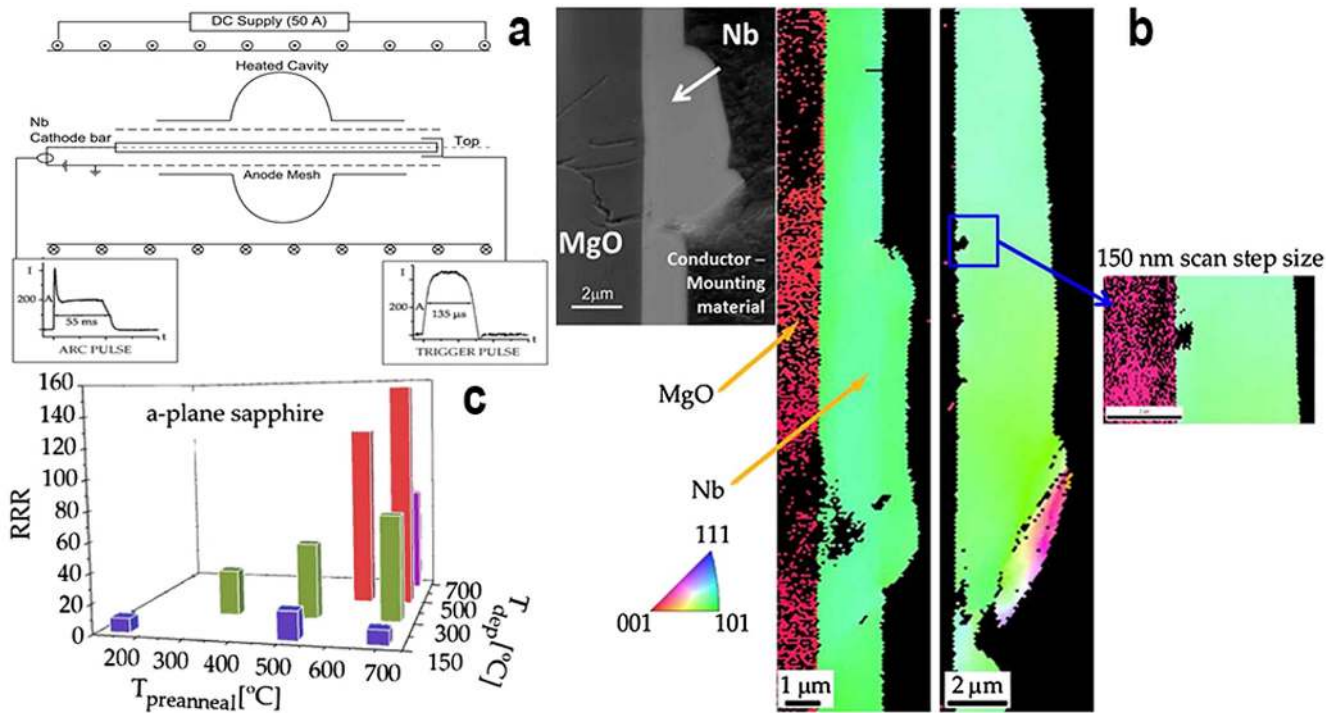 a
DC Supply (50 A)
Heated Cavity
Nb
Cathode bar
Top
Anode Mesh
I
200
A
55 ms
t
ARC PULSE
I
200
A
135 µs
t
TRIGGER PULSE
b
Nb
MgO
2µm
Conductor –
Mounting
material
MgO
Nb
111
001
101
1 µm
2 µm
150 nm scan step size
c
a-plane sapphire
RRR
160
140
120
100
80
60
40
20
0
200 300 400 500 600 700
Tpreanneal[°C]
700
500
300
150
Tdep[°C]